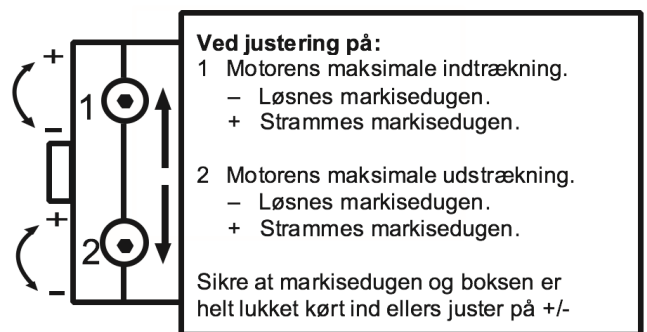 Ved justering på:
1 Motorens maksimale indtrækning.
– Løsnes markisedugen.
+ Strammes markisedugen.
2 Motorens maksimale udstrækning.
– Løsnes markisedugen.
+ Strammes markisedugen.
Sikre at markisedugen og boksen er
helt lukket kørt ind ellers juster på +/-
+
1
–
+
2
–